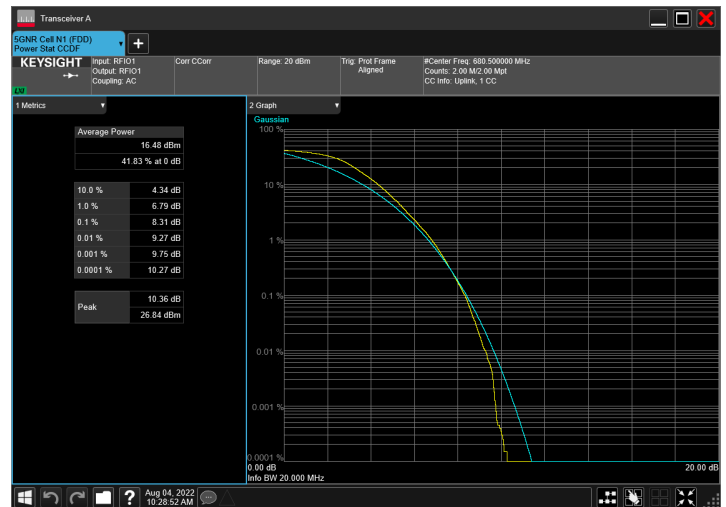 Transceiver A
5GNR Cell N1 (FDD)
Power Stat CCDF
KEYSIGHT
LXI
Input: RFIO1
Output: RFIO1
Coupling: AC
Corr CCorr
Range: 20 dBm
Trig: Prot Frame
Aligned
#Center Freq: 680.500000 MHz
Counts: 2.00 M/2.00 Mpt
CC Info: Uplink, 1 CC
1 Metrics
Average Power
16.48 dBm
41.83 % at 0 dB
10.0 % 4.34 dB
1.0 % 6.79 dB
0.1 % 8.31 dB
0.01 % 9.27 dB
0.001 % 9.75 dB
0.0001 % 10.27 dB
Peak 10.36 dB
26.84 dBm
2 Graph
Gaussian
100 %
10 %
1 %
0.1 %
0.01 %
0.001 %
0.0001 %
0.00 dB 20.00 dB
Info BW 20.000 MHz
? Aug 04, 2022
10:28:52 AM